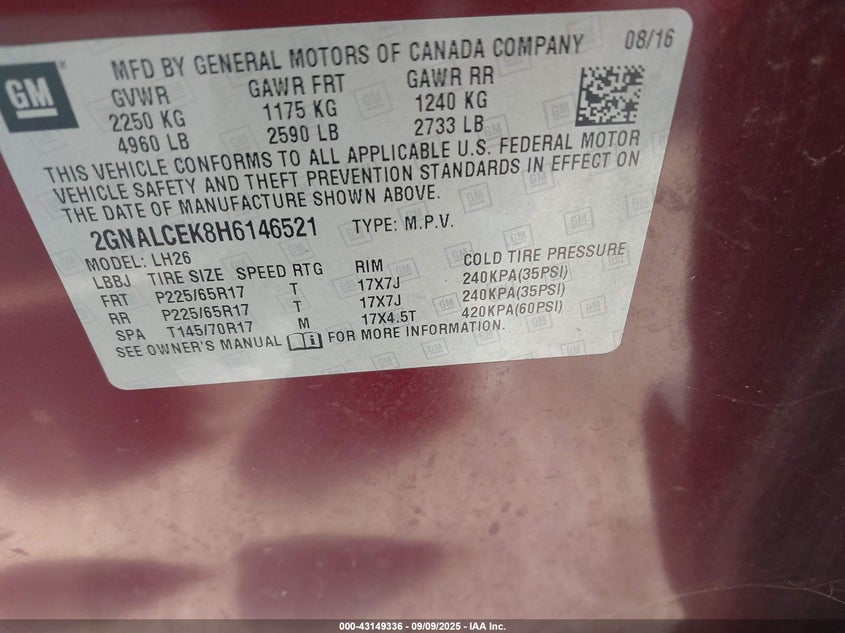 MFD BY GENERAL MOTORS OF CANADA COMPANY 08/16
GM
GVWR GAWR FRT GAWR RR
2250 KG 1175 KG 1240 KG
4960 LB 2590 LB 2733 LB
THIS VEHICLE CONFORMS TO ALL APPLICABLE U.S. FEDERAL MOTOR
VEHICLE SAFETY AND THEFT PREVENTION STANDARDS IN EFFECT ON
THE DATE OF MANUFACTURE SHOWN ABOVE.
2GNALCEK8H6146521 TYPE: M.P.V.
MODEL: LH26
LBBJ TIRE SIZE SPEED RTG RIM COLD TIRE PRESSURE
FRT P225/65R17 T 17X7J 240KPA(35PSI)
RR P225/65R17 T 17X7J 240KPA(35PSI)
SPA T145/70R17 M 17X4.5T 420KPA(60PSI)
SEE OWNER'S MANUAL i FOR MORE INFORMATION.
000-43149336 - 09/09/2025 - IAA Inc.